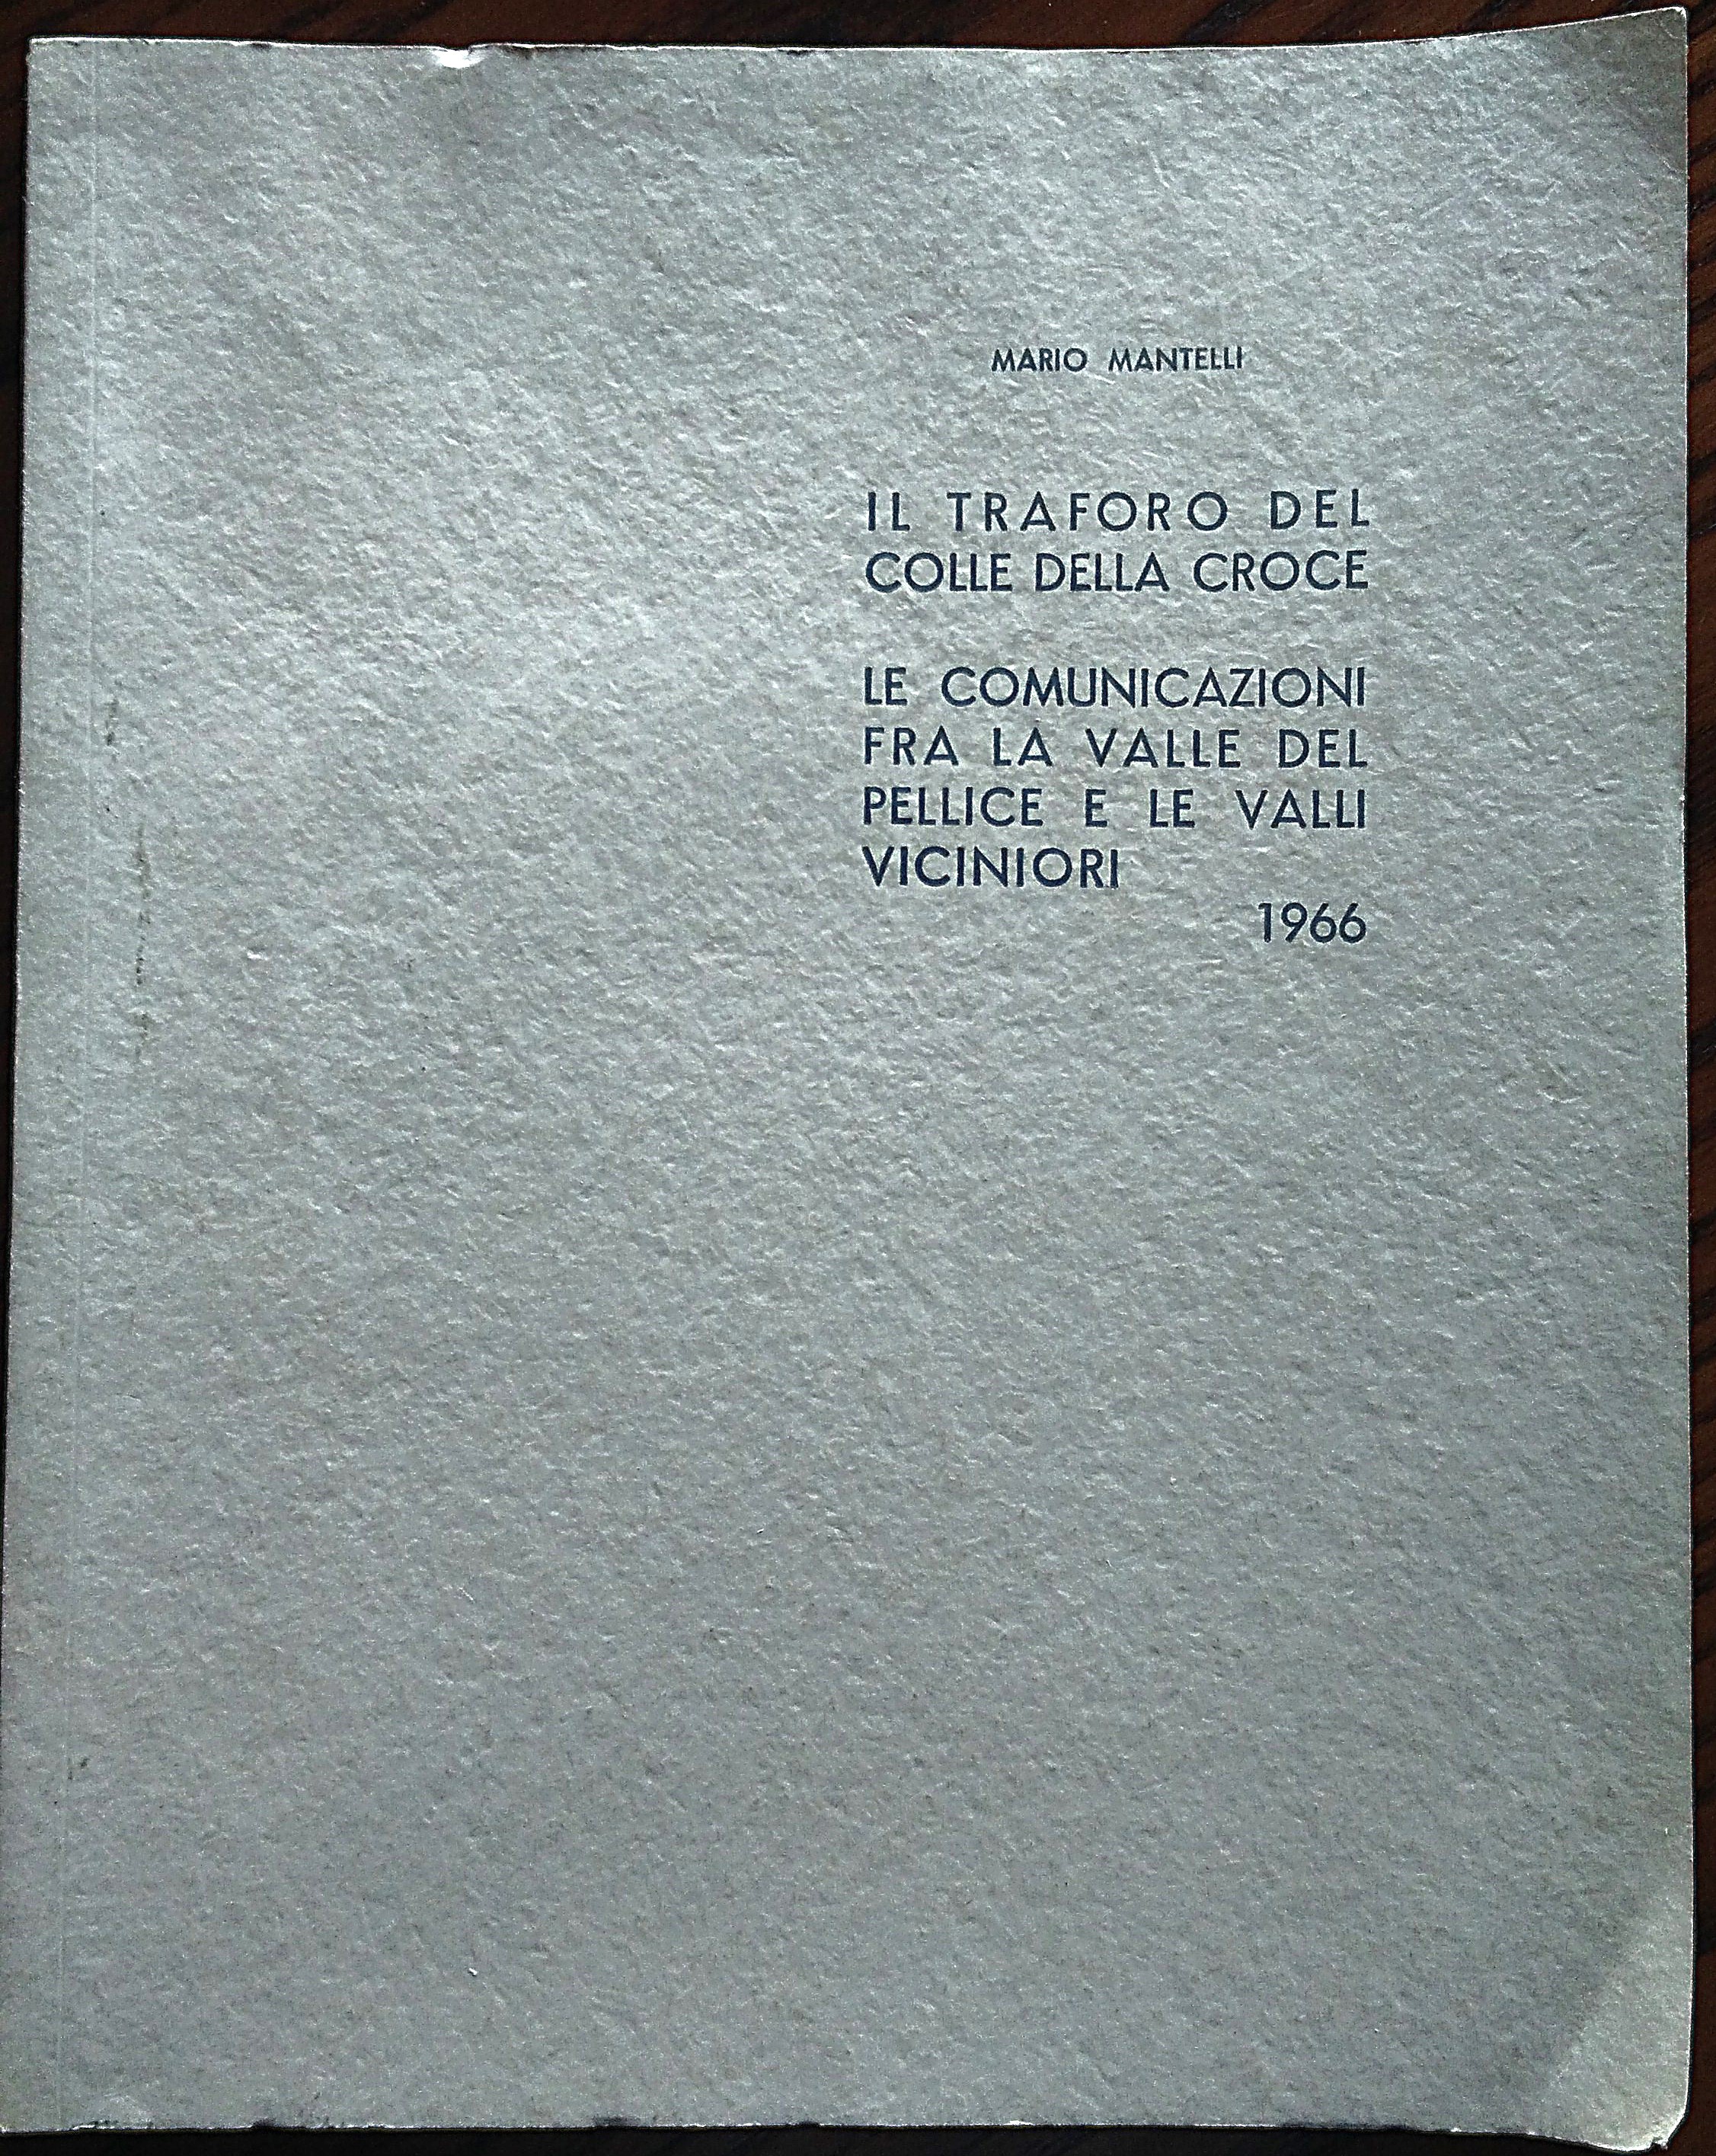 MARIO MANTELLI
IL TRAFORO DEL
COLLE DELLA CROCE
LE COMUNICAZIONI
FRA LA VALLE DEL
PELLICE E LE VALLI
VICINIORI
1966